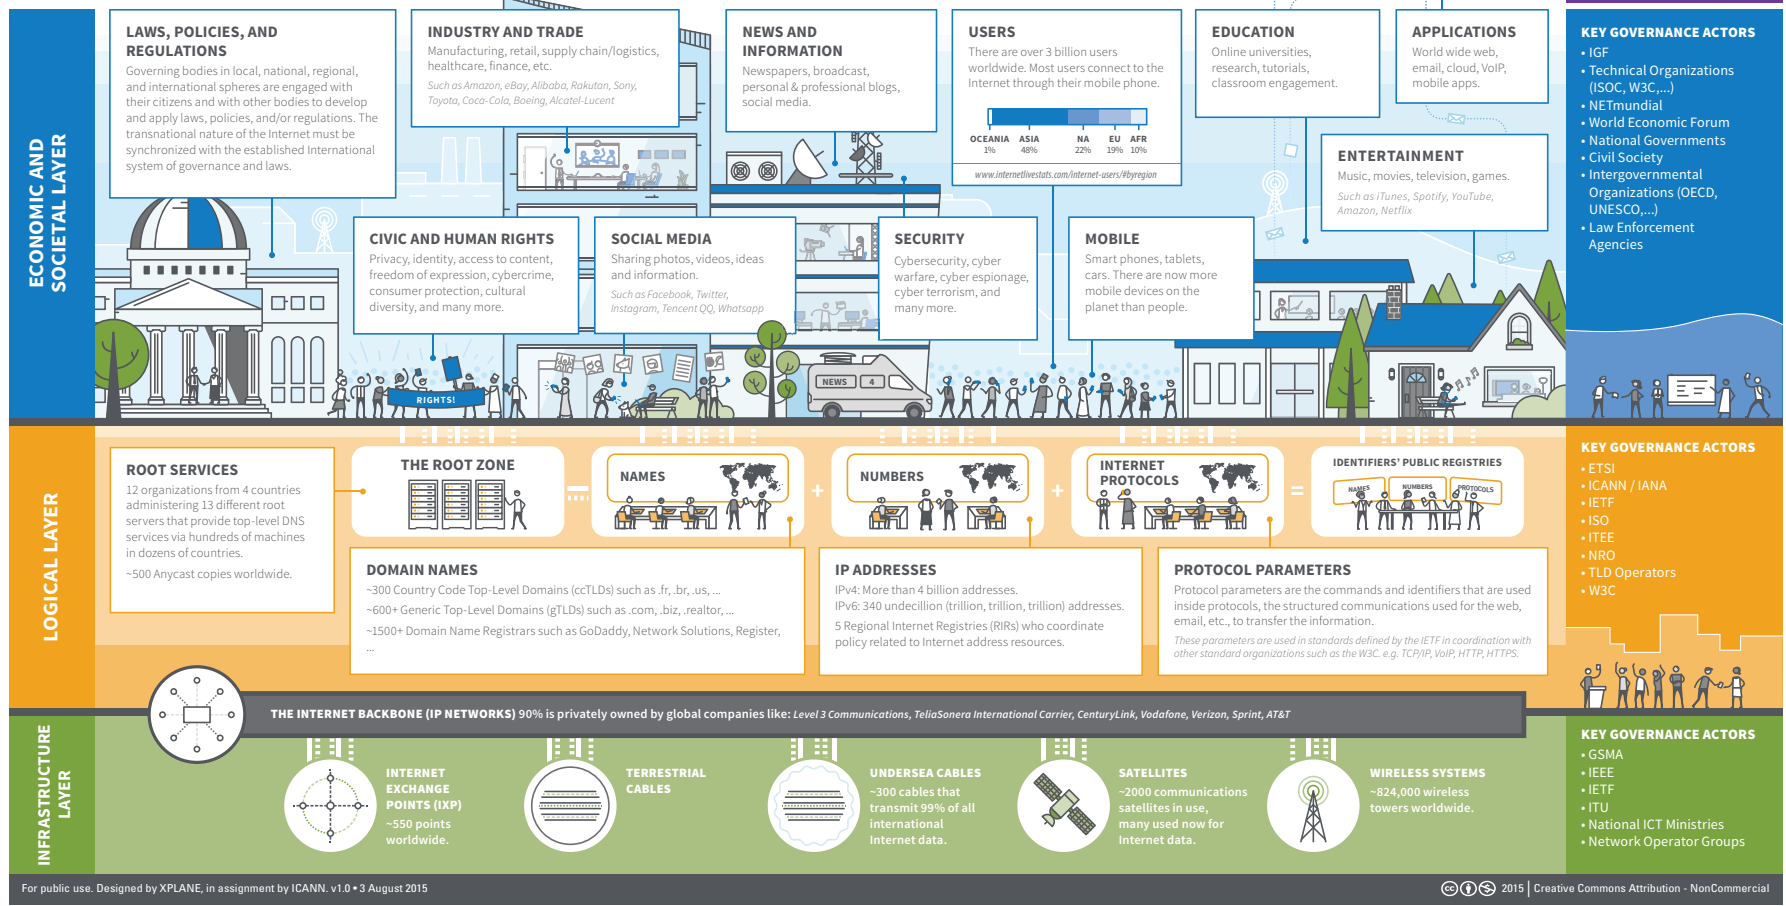 ECONOMIC AND
SOCIETAL LAYER
LAWS, POLICIES, AND
REGULATIONS
Governing bodies in local, national, regional,
and international spheres are engaged with
their citizens and with other bodies to develop
and apply laws, policies, and/or regulations. The
transnational nature of the Internet must be
synchronized with the established International
system of governance and laws.
INDUSTRY AND TRADE
Manufacturing, retail, supply chain/logistics,
healthcare, finance, etc.
Such as Amazon, eBay, Alibaba, Rakutan, Sony,
Toyota, Coca-Cola, Boeing, Alcatel-Lucent
NEWS AND
INFORMATION
Newspapers, broadcast,
personal & professional blogs,
social media.
USERS
There are over 3 billion users
worldwide. Most users connect to the
Internet through their mobile phone.
OCEANIA ASIA NA EU AFR
1% 48% 22% 19% 10%
www.internetlivestats.com/internet-users/#byregion
EDUCATION
Online universities,
research, tutorials,
classroom engagement.
APPLICATIONS
World wide web,
email, cloud, VoIP,
mobile apps.
ENTERTAINMENT
Music, movies, television, games.
Such as iTunes, Spotify, YouTube,
Amazon, Netflix
CIVIC AND HUMAN RIGHTS
Privacy, identity, access to content,
freedom of expression, cybercrime,
consumer protection, cultural
diversity, and many more.
SOCIAL MEDIA
Sharing photos, videos, ideas
and information.
Such as Facebook, Twitter,
Instagram, Tencent QQ, Whatsapp
SECURITY
Cybersecurity, cyber
warfare, cyber espionage,
cyber terrorism, and
many more.
MOBILE
Smart phones, tablets,
cars. There are now more
mobile devices on the
planet than people.
RIGHTS!
NEWS 4
KEY GOVERNANCE ACTORS
• IGF
• Technical Organizations
(ISOC, W3C,...)
• NETmundial
• World Economic Forum
• National Governments
• Civil Society
• Intergovernmental
Organizations (OECD,
UNESCO,...)
• Law Enforcement
Agencies
LOGICAL LAYER
ROOT SERVICES
12 organizations from 4 countries
administering 13 different root
servers that provide top-level DNS
services via hundreds of machines
in dozens of countries.
~500 Anycast copies worldwide.
THE ROOT ZONE
NAMES
+
NUMBERS
+
INTERNET
PROTOCOLS
=
IDENTIFIERS' PUBLIC REGISTRIES
NAMES NUMBERS PROTOCOLS
DOMAIN NAMES
~300 Country Code Top-Level Domains (ccTLDs) such as .fr, .br, .us, ...
~600+ Generic Top-Level Domains (gTLDs) such as .com, .biz, .realtor, ...
~1500+ Domain Name Registrars such as GoDaddy, Network Solutions, Register,
...
IP ADDRESSES
IPv4: More than 4 billion addresses.
IPv6: 340 undecillion (trillion, trillion, trillion) addresses.
5 Regional Internet Registries (RIRs) who coordinate
policy related to Internet address resources.
PROTOCOL PARAMETERS
Protocol parameters are the commands and identifiers that are used
inside protocols, the structured communications used for the web,
email, etc., to transfer the information.
These parameters are used in standards defined by the IETF in coordination with
other standard organizations such as the W3C. e.g. TCP/IP, VoIP, HTTP, HTTPS.
KEY GOVERNANCE ACTORS
• ETSI
• ICANN / IANA
• IETF
• ISO
• ITEE
• NRO
• TLD Operators
• W3C
THE INTERNET BACKBONE (IP NETWORKS) 90% is privately owned by global companies like: Level 3 Communications, TeliaSonera International Carrier, CenturyLink, Vodafone, Verizon, Sprint, AT&T
INFRASTRUCTURE
LAYER
INTERNET
EXCHANGE
POINTS (IXP)
~550 points
worldwide.
TERRESTRIAL
CABLES
UNDERSEA CABLES
~300 cables that
transmit 99% of all
international
Internet data.
SATELLITES
~2000 communications
satellites in use,
many used now for
Internet data.
WIRELESS SYSTEMS
~824,000 wireless
towers worldwide.
KEY GOVERNANCE ACTORS
• GSMA
• IEEE
• IETF
• ITU
• National ICT Ministries
• Network Operator Groups
For public use. Designed by XPLANE, in assignment by ICANN. v1.0 • 3 August 2015
cc 2015 | Creative Commons Attribution - NonCommercial